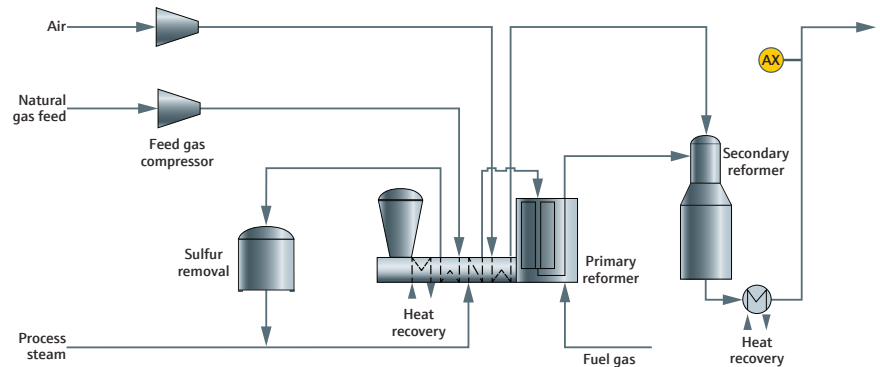 Air
Natural
gas feed
Feed gas
compressor
AX
Secondary
reformer
Sulfur
removal
Primary
reformer
Heat
recovery
Process
steam
Fuel gas
Heat
recovery